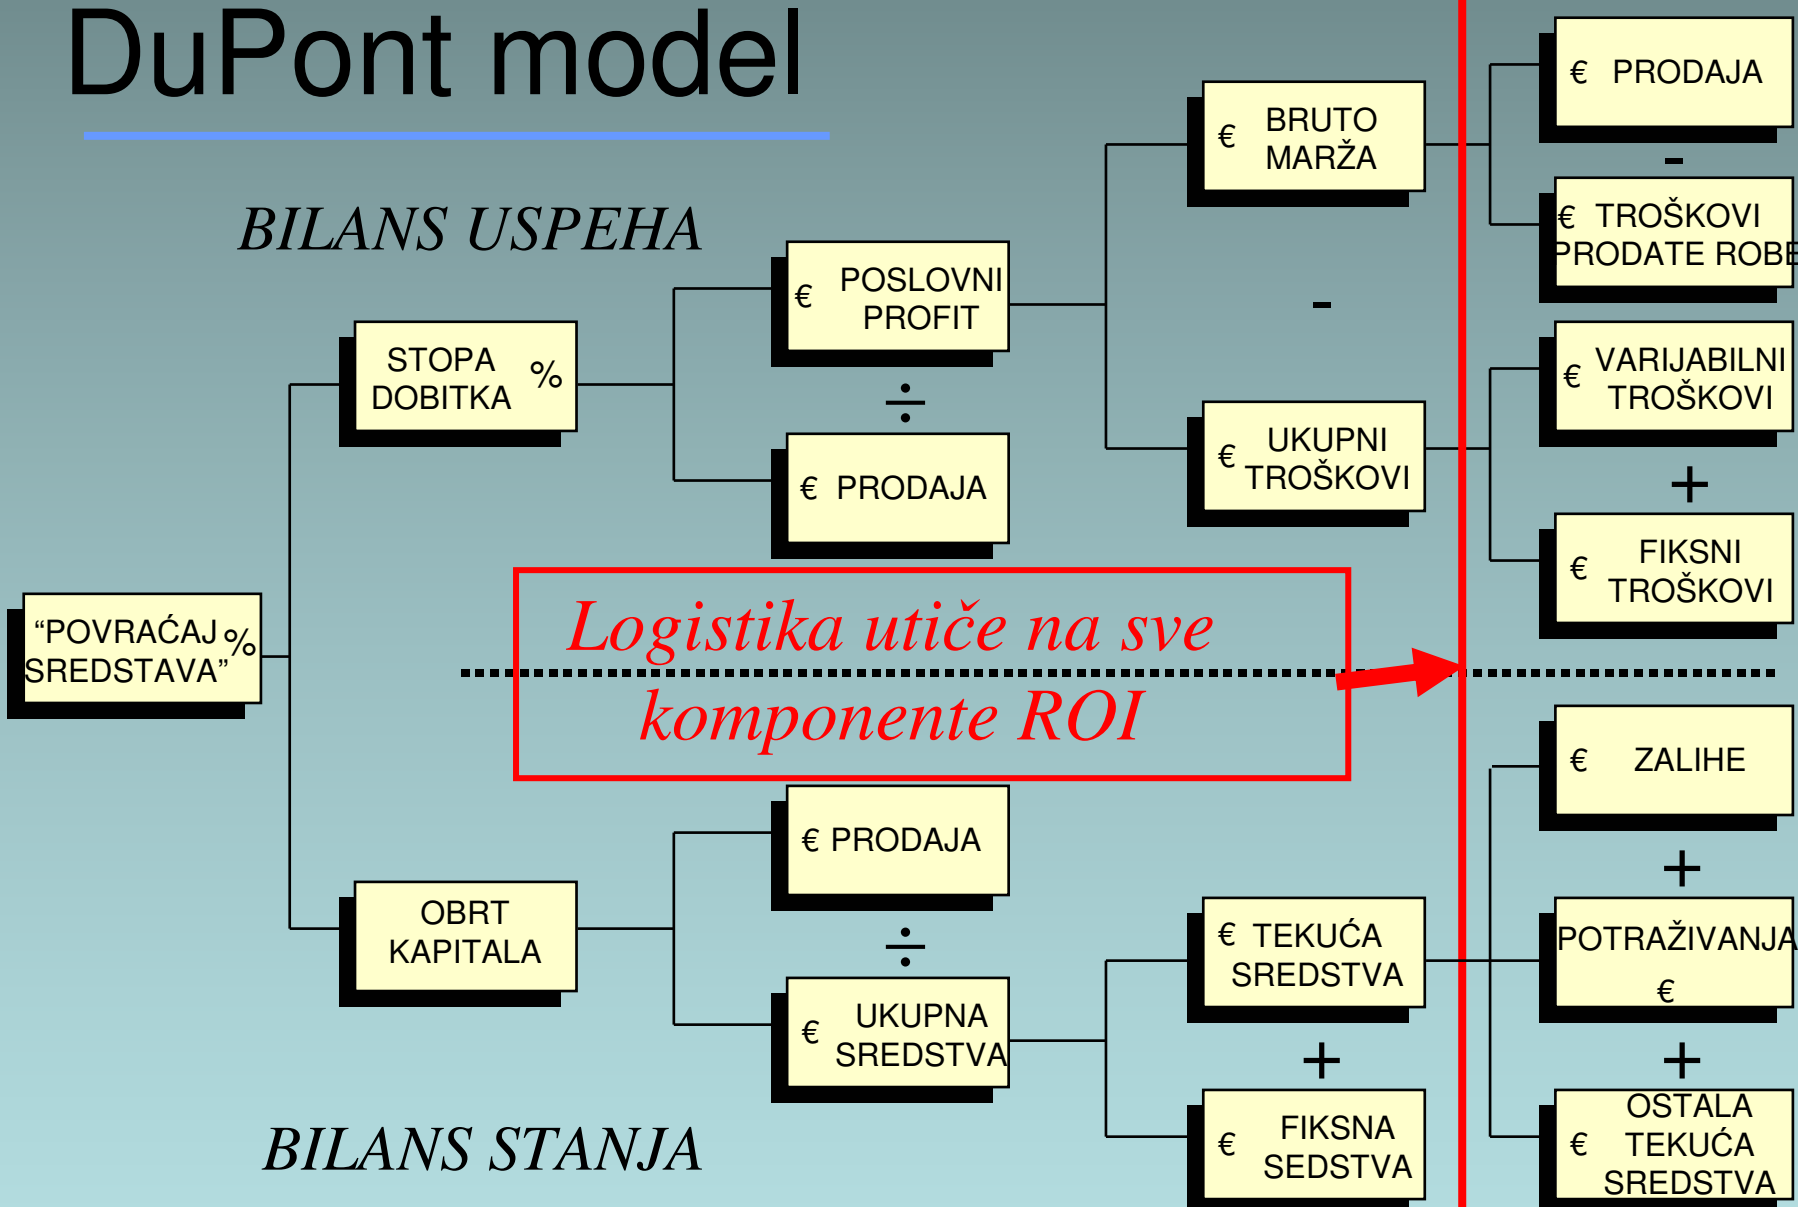 DuPont model
BILANS USPEHA
“POVRAĆAJ %
SREDSTAVA”
STOPA %
DOBITKA
OBRT
KAPITALA
€ POSLOVNI
PROFIT
÷
€ PRODAJA
€ PRODAJA
÷
€ UKUPNA
SREDSTVA
€ BRUTO
MARŽA
-
€ UKUPNI
TROŠKOVI
€ TEKUĆA
SREDSTVA
+
€ FIKSNA
SEDSTVA
€ PRODAJA
-
€ TROŠKOVI
PRODATE ROBE
€ VARIJABILNI
TROŠKOVI
+
€ FIKSNI
TROŠKOVI
€ ZALIHE
+
POTRAŽIVANJA
€
+
OSTALA
€ TEKUĆA
SREDSTVA
Logistika utiče na sve
komponente ROI
BILANS STANJA